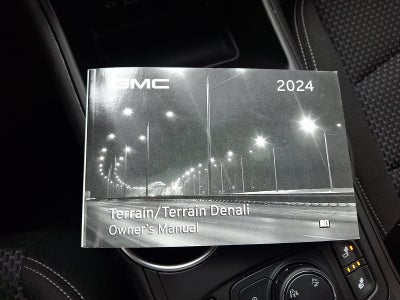 GMC
2024
Terrain/Terrain Denali
Owner's Manual